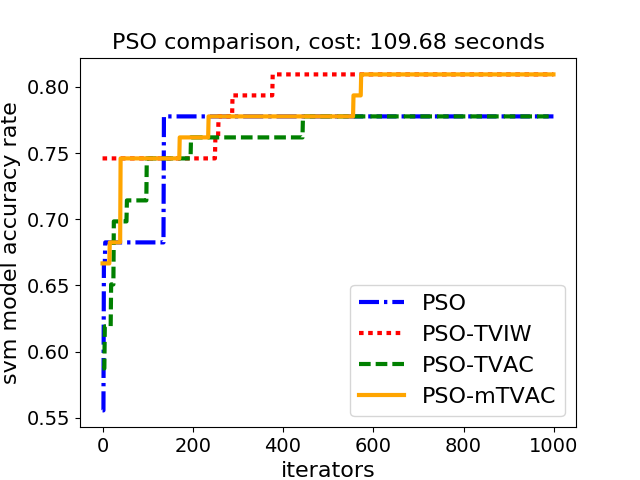 PSO comparison, cost: 109.68 seconds
svm model accuracy rate
0.80
0.75
0.70
0.65
0.60
0.55
0 200 400 600 800 1000
iterators
PSO
PSO-TVIW
PSO-TVAC
PSO-mTVAC